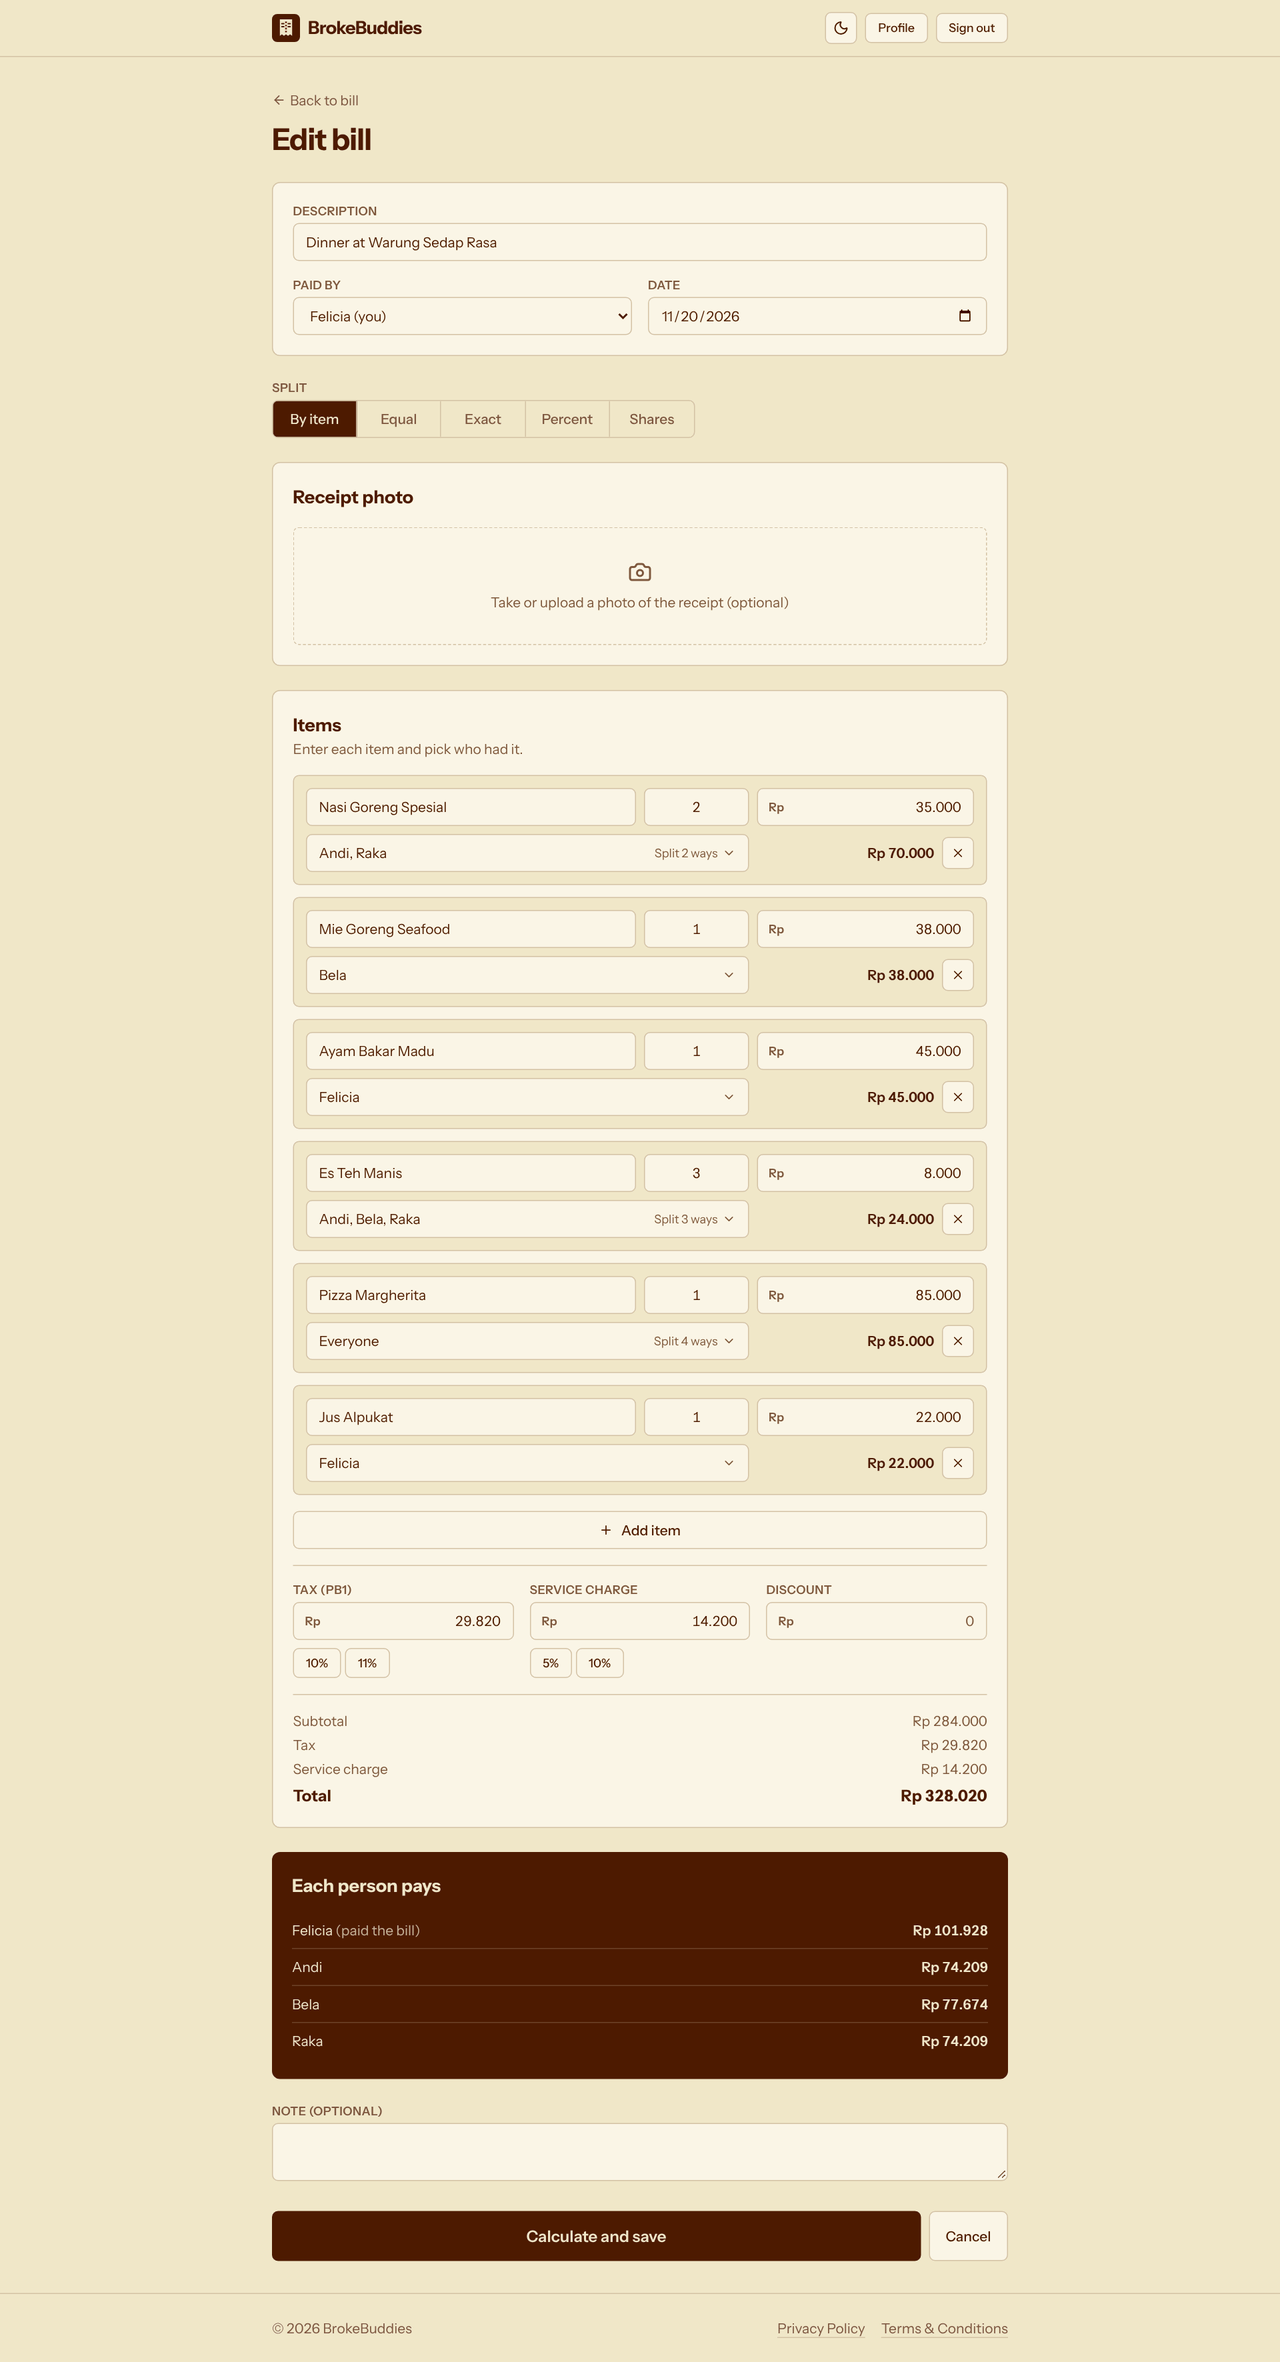 BrokeBuddies Profile Sign out
← Back to bill
Edit bill
DESCRIPTION
Dinner at Warung Sedap Rasa
PAID BY DATE
Felicia (you) 11/20/2026
SPLIT
By item Equal Exact Percent Shares
Receipt photo
Take or upload a photo of the receipt (optional)
Items
Enter each item and pick who had it.
Nasi Goreng Spesial 2 Rp 35.000
Andi, Raka Split 2 ways Rp 70.000 ×
Mie Goreng Seafood 1 Rp 38.000
Bela Rp 38.000 ×
Ayam Bakar Madu 1 Rp 45.000
Felicia Rp 45.000 ×
Es Teh Manis 3 Rp 8.000
Andi, Bela, Raka Split 3 ways Rp 24.000 ×
Pizza Margherita 1 Rp 85.000
Everyone Split 4 ways Rp 85.000 ×
Jus Alpukat 1 Rp 22.000
Felicia Rp 22.000 ×
+ Add item
TAX (PB1) SERVICE CHARGE DISCOUNT
Rp 29.820 Rp 14.200 Rp 0
10% 11% 5% 10%
Subtotal Rp 284.000
Tax Rp 29.820
Service charge Rp 14.200
Total Rp 328.020
Each person pays
Felicia (paid the bill) Rp 101.928
Andi Rp 74.209
Bela Rp 77.674
Raka Rp 74.209
NOTE (OPTIONAL)
Calculate and save Cancel
© 2026 BrokeBuddies Privacy Policy Terms & Conditions